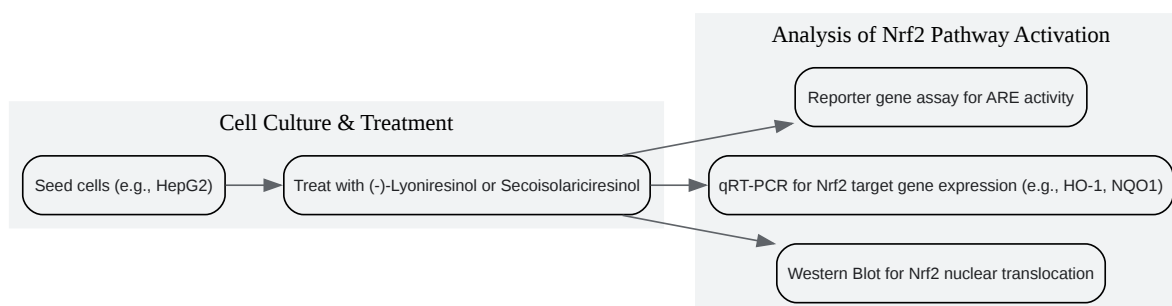 Cell Culture & Treatment
Seed cells (e.g., HepG2)
Treat with (-)-Lyoniresinol or Secoisolariciresinol
Analysis of Nrf2 Pathway Activation
Reporter gene assay for ARE activity
qRT-PCR for Nrf2 target gene expression (e.g., HO-1, NQO1)
Western Blot for Nrf2 nuclear translocation